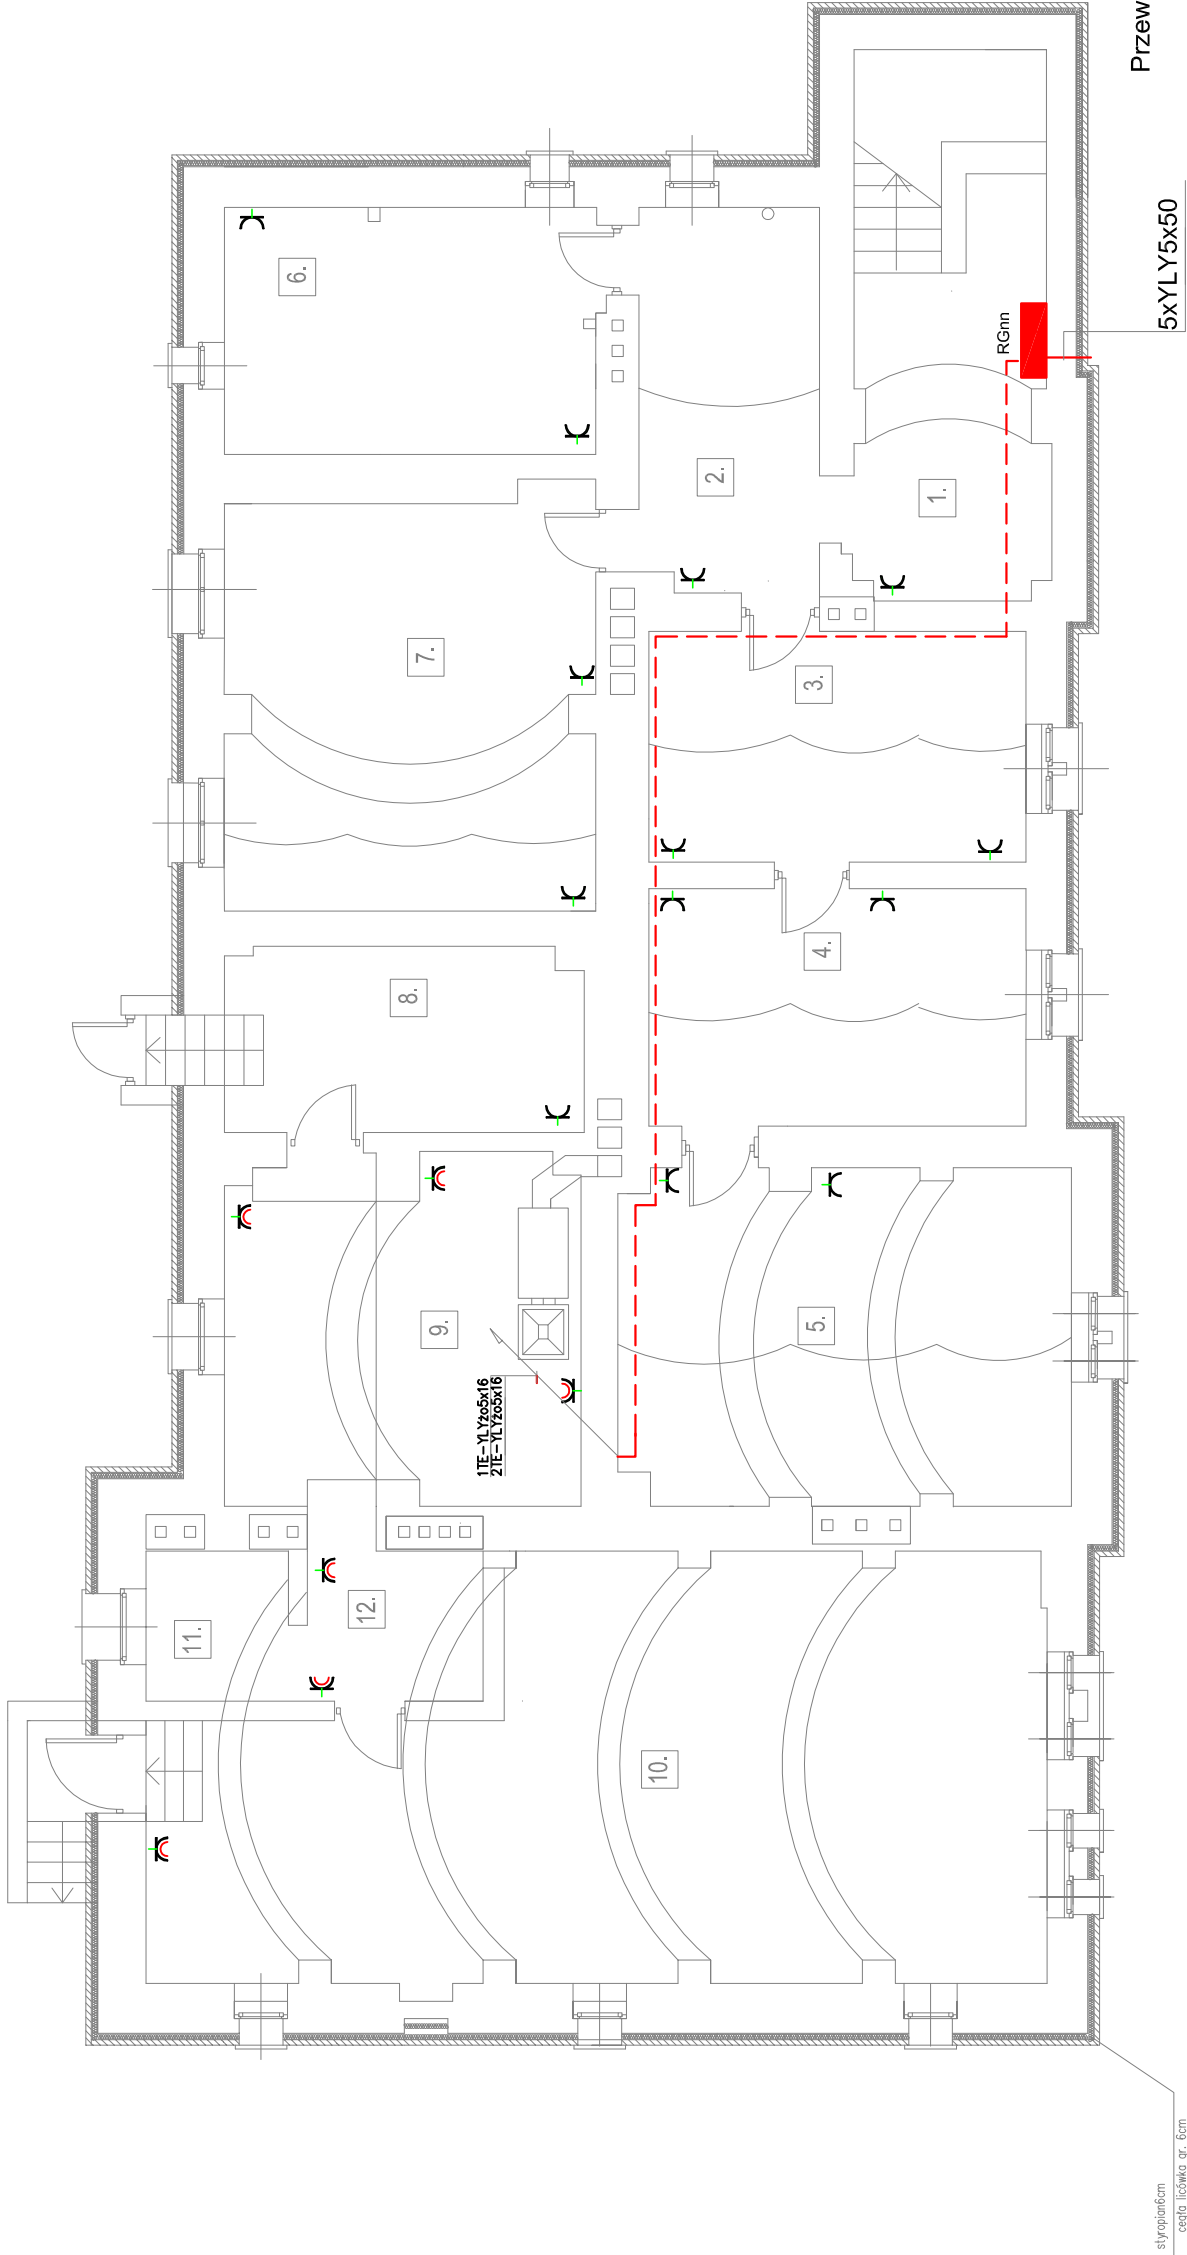 Przew
5xYLY5x50
RGnn
6.
2.
1.
7.
3.
8.
4.
9.
5.
1TE-YLYżo5x16
2TE-YLYżo5x16
11.
12.
10.
styropian6cm
cegła licówka gr. 6cm